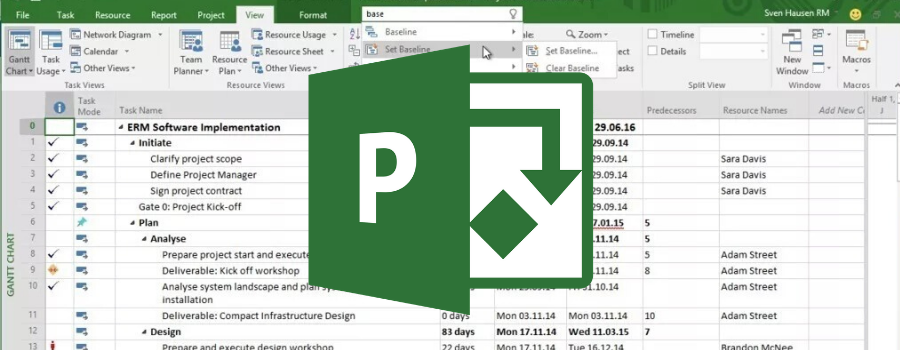 File Task Resource Report Project View Format base Sven Hausen RM
Network Diagram Resource Usage Baseline Zoom Timeline
Gantt Chart Task Usage Calendar Team Planner Resource Plan Resource Sheet Set Baseline Set Baseline... Details New Window Macros
Other Views Other Views Clear Baseline
Task Views Resource Views Split View Window Macros
Task Mode Task Name Predecessors Resource Names Add New C Half 1,
0 ERM Software Implementation 29.06.16
1 Initiate 29.09.14
2 Clarify project scope 29.09.14 Sara Davis
3 Define Project Manager 29.09.14 Sara Davis
4 Sign project contract 29.09.14 Sara Davis
5 Gate 0: Project Kick-off 29.09.14
6 Plan 7.01.15 5
7 Analyse .11.14 5
8 Prepare project start and execute .11.14 5 Adam Street
9 Deliverable: Kick off workshop .11.14 8 Adam Street
10 Analyse system landscape and plan 31.10.14 Adam Street
installation
11 Deliverable: Compact Infrastructure Design 0 days Mon 03.11.14 Mon 03.11.14 10 Adam Street
12 Design 83 days Mon 17.11.14 Wed 11.03.15 7
13 Prepare and execute design workshop 22 days Mon 17.11.14 Tue 16.12.14 Brandon McNee
GANTT CHART
P